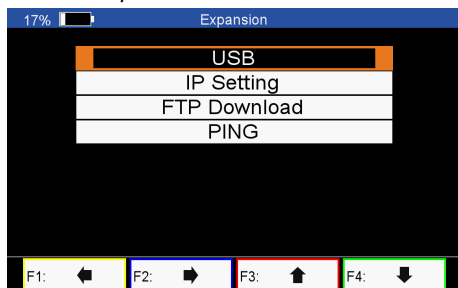 17% Expansion
USB
IP Setting
FTP Download
PING
F1: F2: F3: F4: